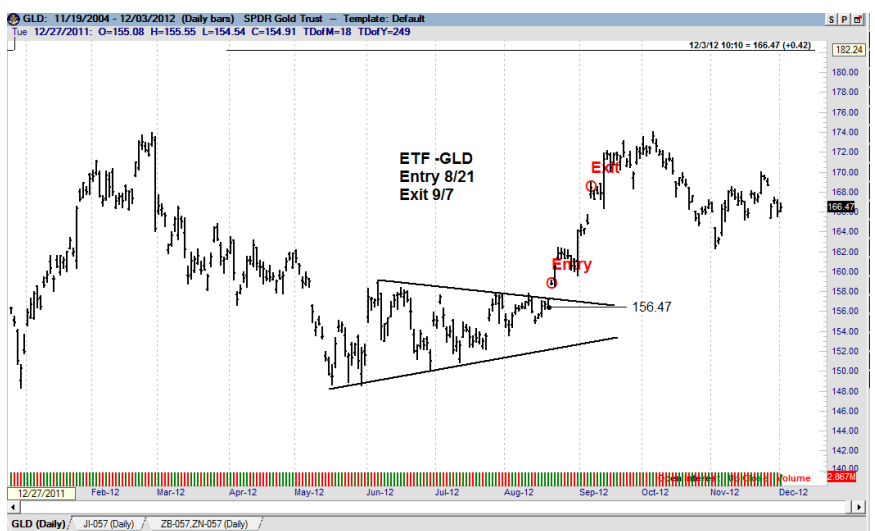 GLD: 11/19/2004 - 12/03/2012 (Daily bars) SPDR Gold Trust - Template: Default
S P
Tue 12/27/2011: O=155.08 H=155.55 L=154.54 C=154.91 TDofM=18 TDofY=249
12/3/12 10:10 = 166.47 (+0.42)
182.24
180.00
178.00
176.00
174.00
172.00
170.00
168.00
166.47
164.00
162.00
160.00
158.00
156.00
154.00
152.00
150.00
148.00
146.00
144.00
142.00
140.00
ETF -GLD
Entry 8/21
Exit 9/7
Exit
Entry
156.47
Volume
2.867M
12/27/2011 Feb-12 Mar-12 Apr-12 May-12 Jun-12 Jul-12 Aug-12 Sep-12 Oct-12 Nov-12 Dec-12
GLD (Daily) JI-057 (Daily) ZB-057,ZN-057 (Daily)